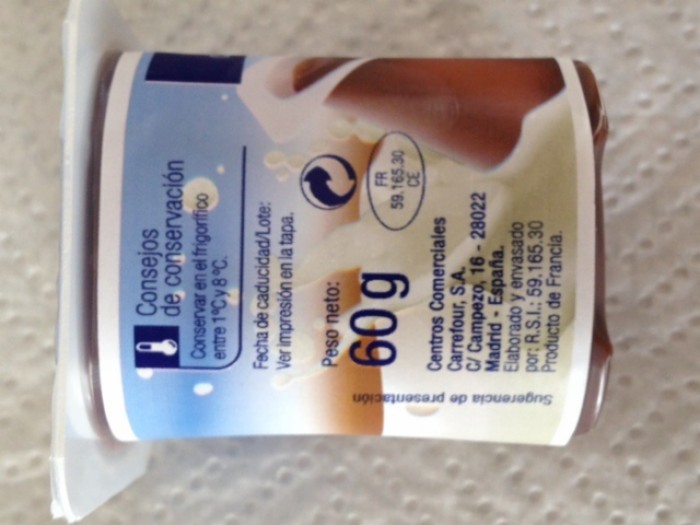 Consejos
de conservación
Conservar en el frigorífico
entre 1ºC y 8ºC.
Fecha de caducidad/Lote:
Ver impresión en la tapa.
Peso neto:
60 g
FR
59.165.30
CE
Centros Comerciales
Carrefour, S.A.
C/ Campezo, 16 - 28022
Madrid - España.
Elaborado y envasado
por: R.S.I.: 59.165.30
Producto de Francia.
Sugerencia de presentación